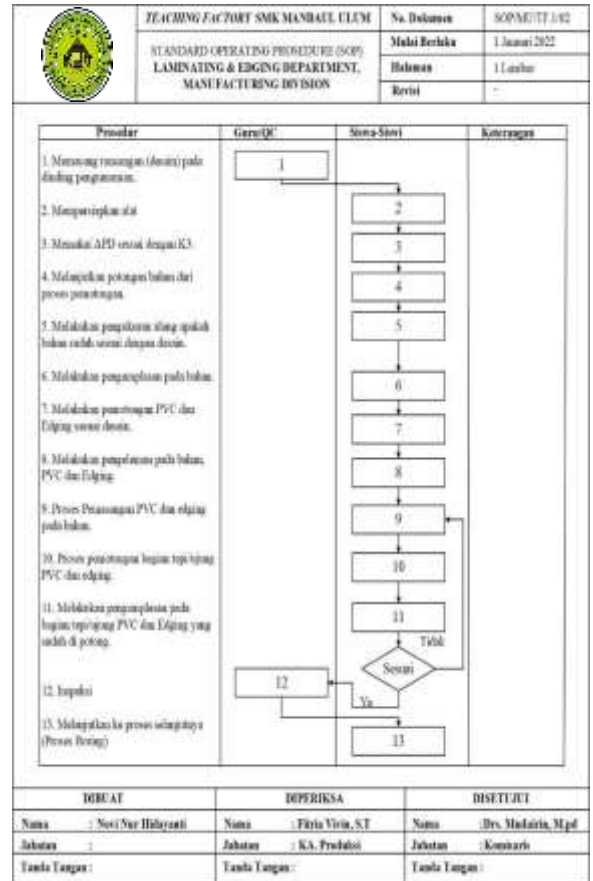 TEACHING FACTORY SMK MANBAUL ULUM
STANDARD OPERATING PROSEDURE (SOP)
LAMINATING & EDGING DEPARTMENT,
MANUFACTURING DIVISION
No. Dokumen
SOP/MU/TF.1/02
Mulai Berlaku
1 Januari 2022
Halaman
1 Lembar
Revisi
-
Prosedur
Guru/QC
Siswa-Siswi
Keterangan
1. Memasang rancangan (desain) pada
dinding pengumuman.
2. Mempersiapkan alat
3. Memakai APD sesuai dengan K3.
4. Melanjutkan potongan bahan dari
proses pemotongan.
5. Melakukan pengukuran ulang apakah
bahan sudah sesuai dengan desain.
6. Melakukan pengamplasan pada bahan.
7. Melakukan pemotongan PVC dan
Edging sesuai desain.
8. Melakukan pengeleman pada bahan,
PVC dan Edging.
9. Proses Pemasangan PVC dan edging
pada bahan.
10. Proses pemotongan bagian tepi/ujung
PVC dan edging.
11. Melakukan pengamplasan pada
bagian tepi/ujung PVC dan Edging yang
sudah di potong.
12. Inspeksi
13. Melanjutkan ke proses selanjutnya
(Proses Boring)
1
2
3
4
5
6
7
8
9
10
11
Tidak
Sesuai
Ya
12
13
DIBUAT
DIPERIKSA
DISETUJUI
Nama : Novi Nur Hidayanti
Nama : Fitria Virin, S.T
Nama :Drs. Mudairin, M.pd
Jabatan :
Jabatan : KA. Produksi
Jabatan : Komisaris
Tanda Tangan :
Tanda Tangan :
Tanda Tangan :